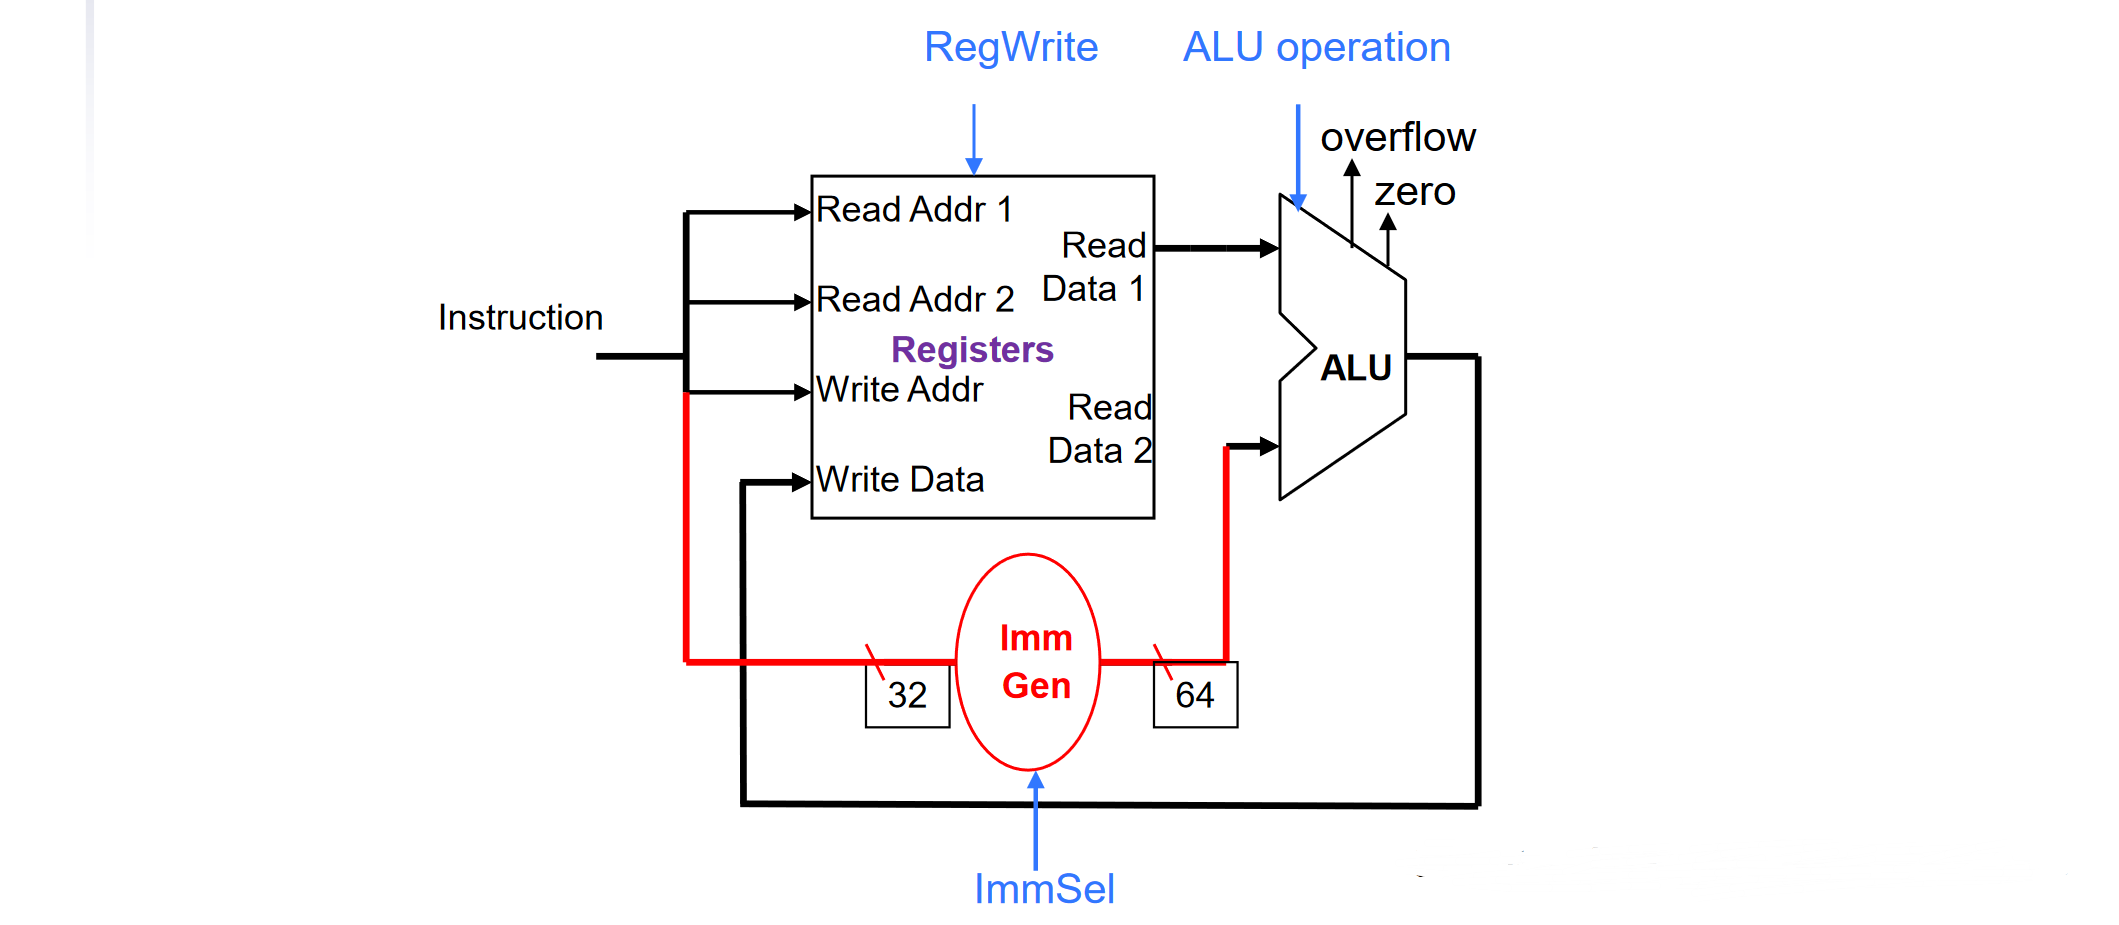 RegWrite
ALU operation
overflow
zero
Read Addr 1
Read
Data 1
Read Addr 2
Instruction
Registers
ALU
Write Addr
Read
Data 2
Write Data
Imm
Gen
32
64
ImmSel